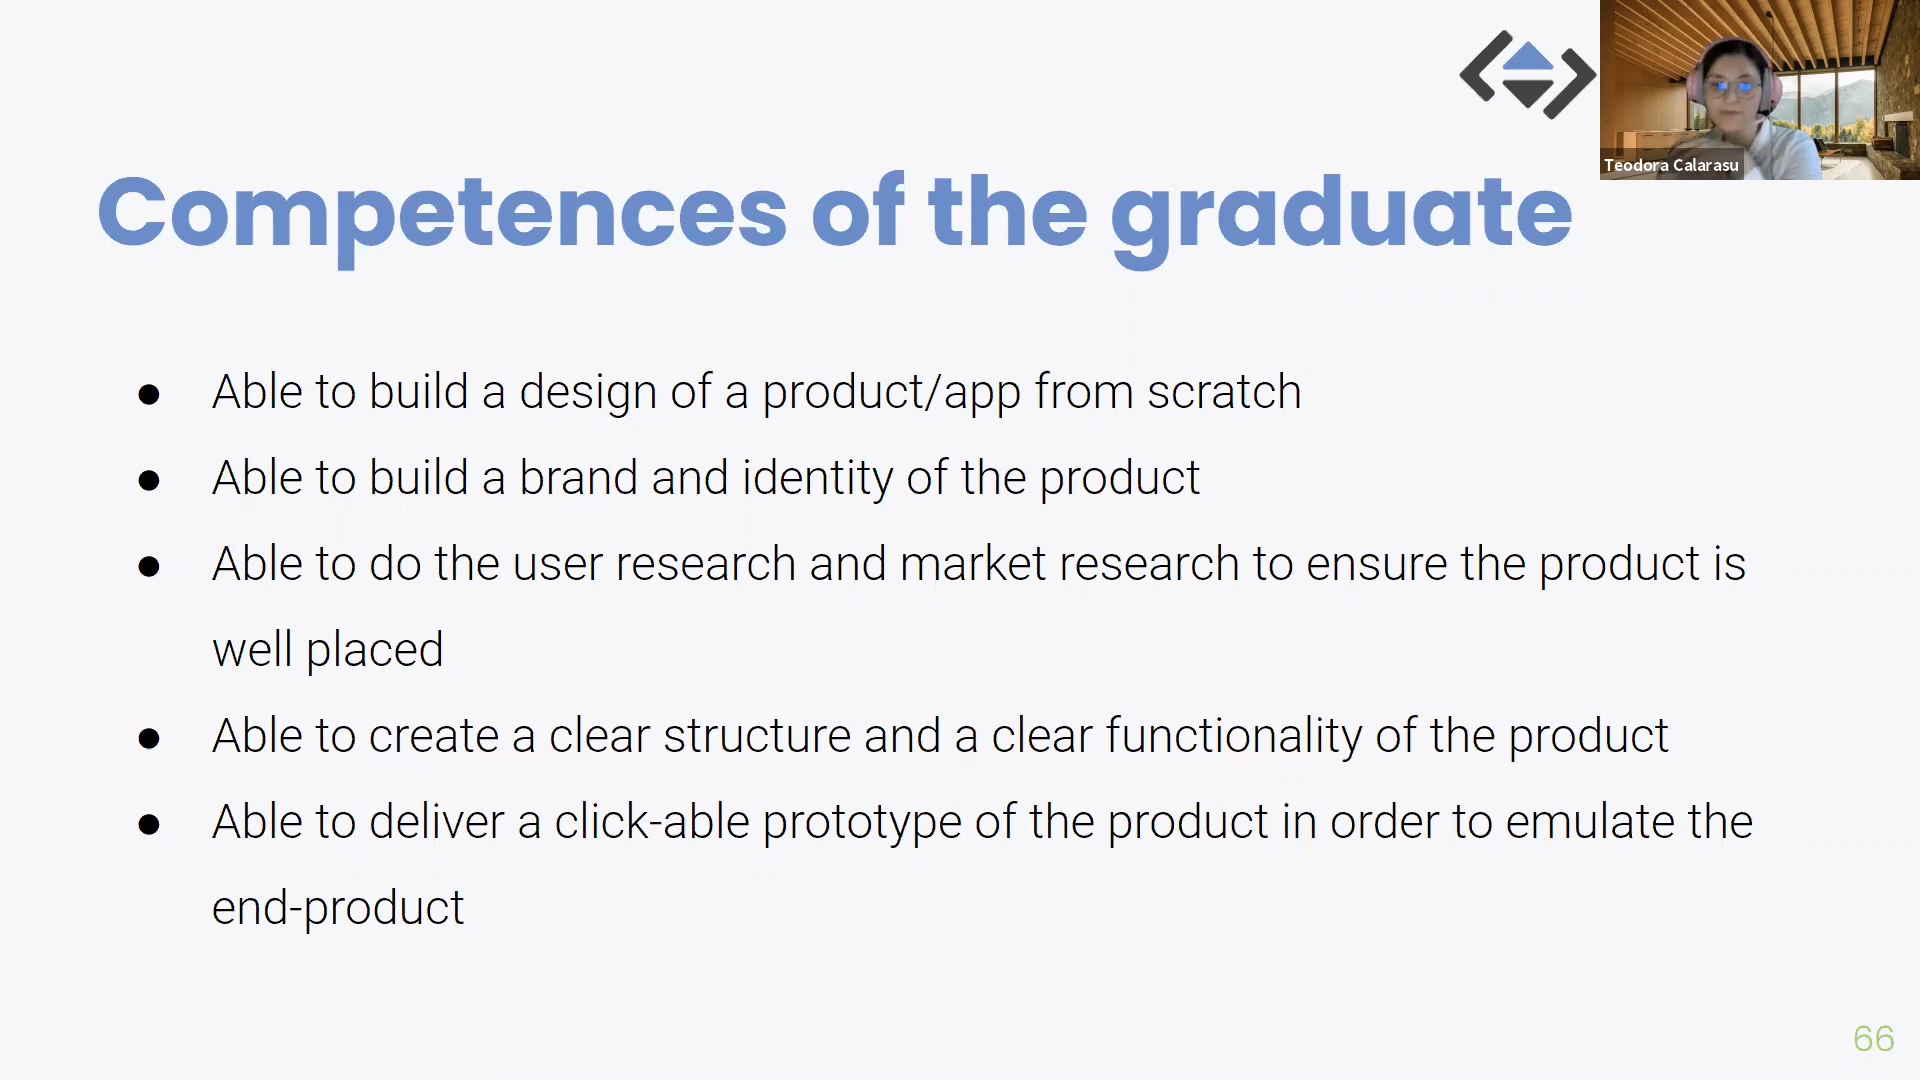 Teodora Calarasu
Competences of the graduate
● Able to build a design of a product/app from scratch
● Able to build a brand and identity of the product
● Able to do the user research and market research to ensure the product is
well placed
● Able to create a clear structure and a clear functionality of the product
● Able to deliver a click-able prototype of the product in order to emulate the
end-product
66